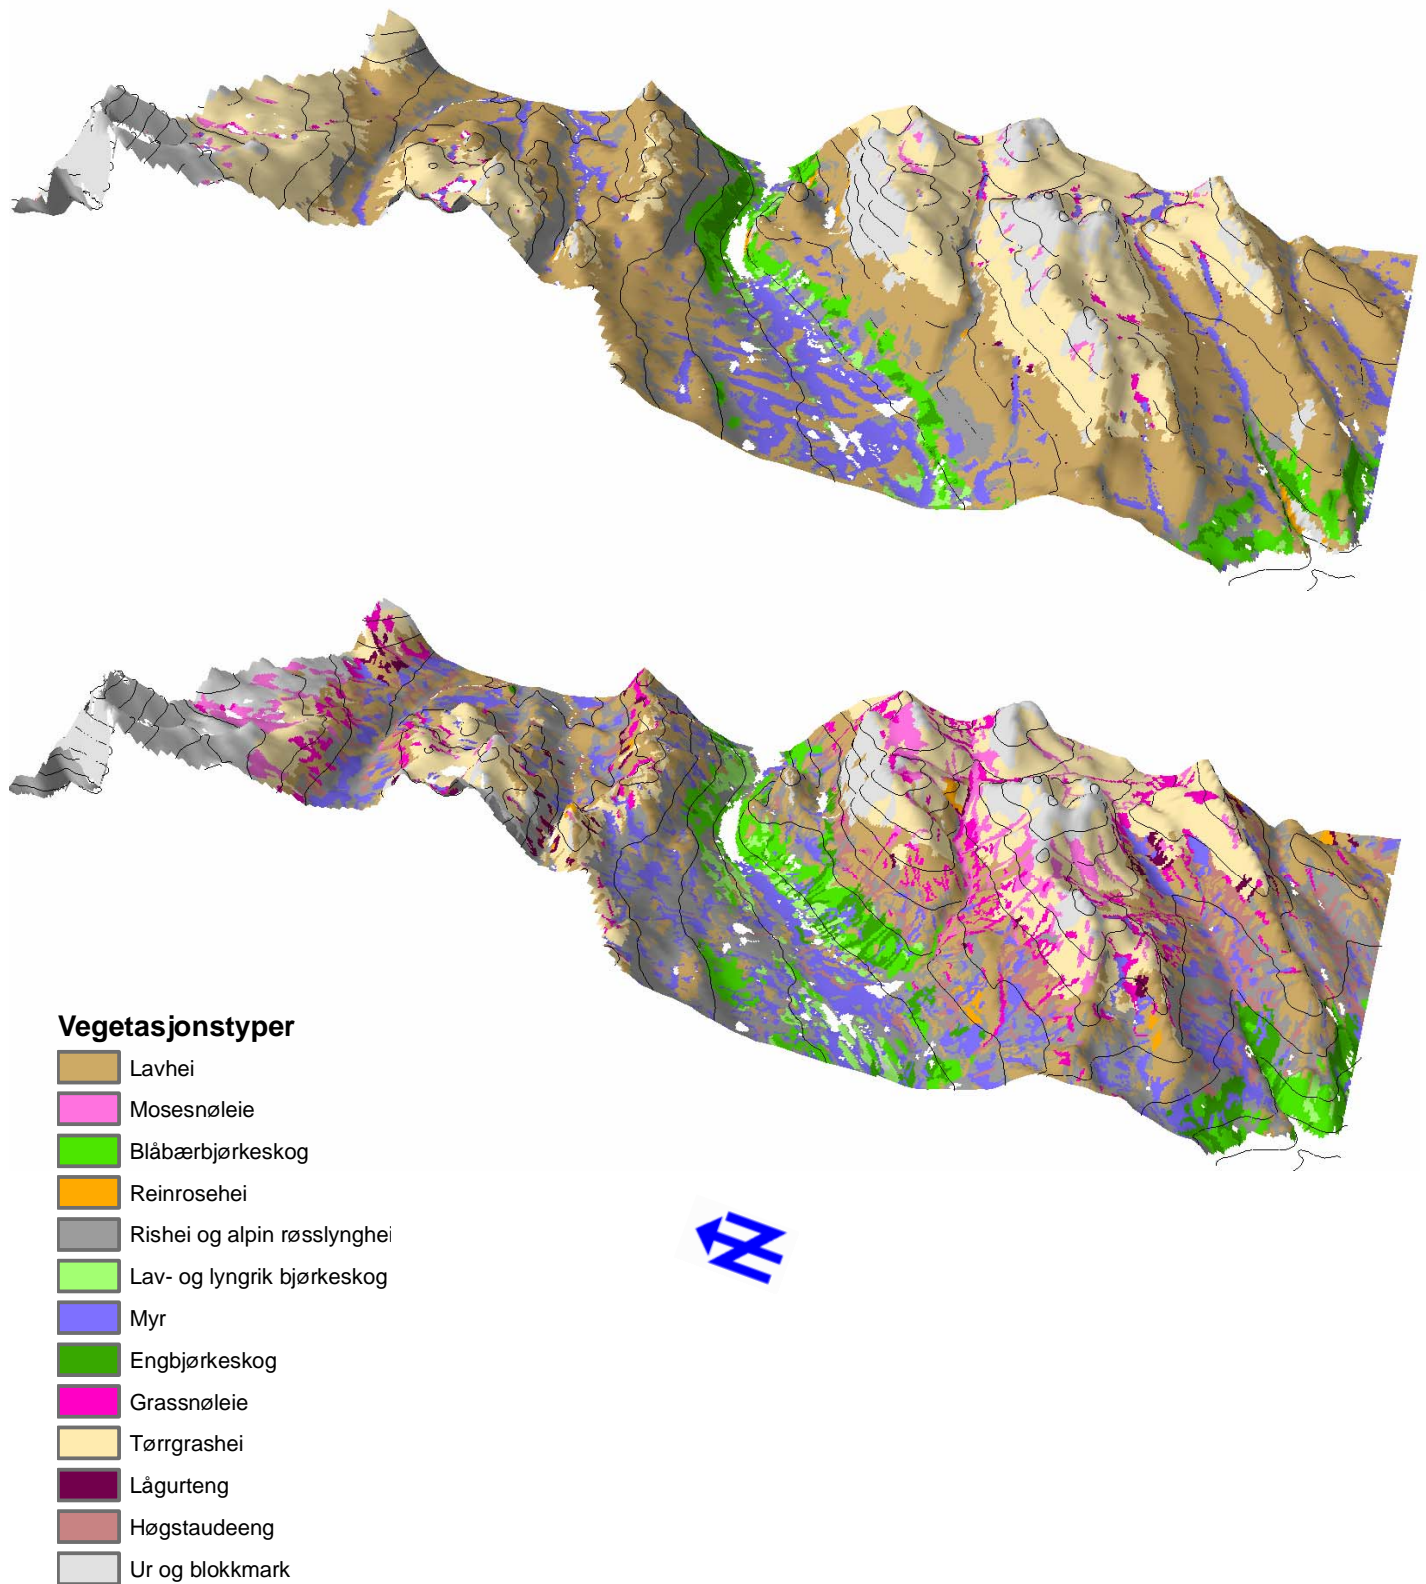 Vegetasjonstyper
Lavhei
Mosesnøleie
Blåbærbjørkeskog
Reinrosehei
Rishei og alpin røsslynghei
Lav- og lyngrik bjørkeskog
Myr
Engbjørkeskog
Grassnøleie
Tørrgrashei
Lågurteng
Høgstaudeeng
Ur og blokkmark